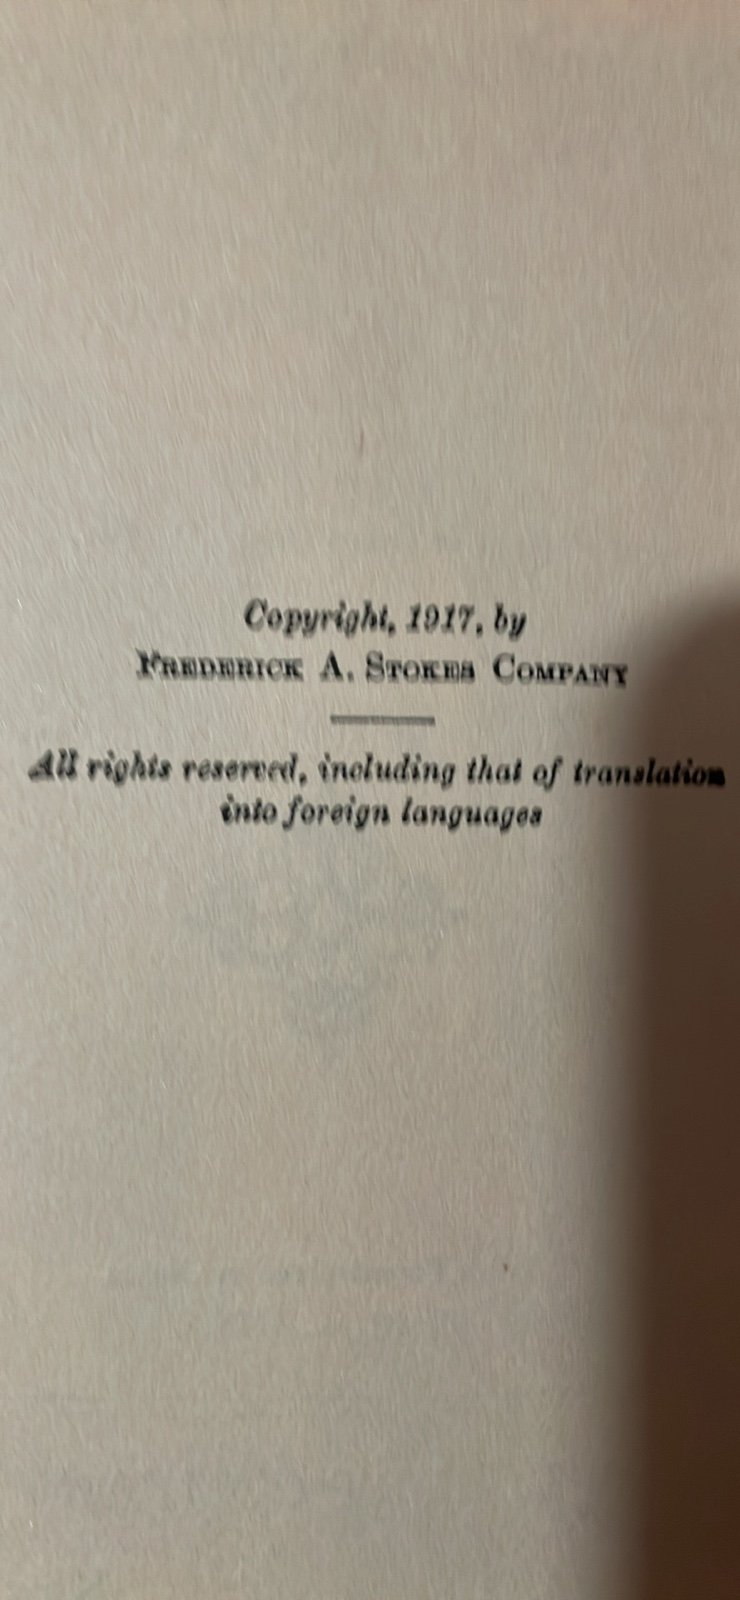 Copyright, 1917, by
FREDERICK A. STOKES COMPANY
All rights reserved, including that of translation
into foreign languages